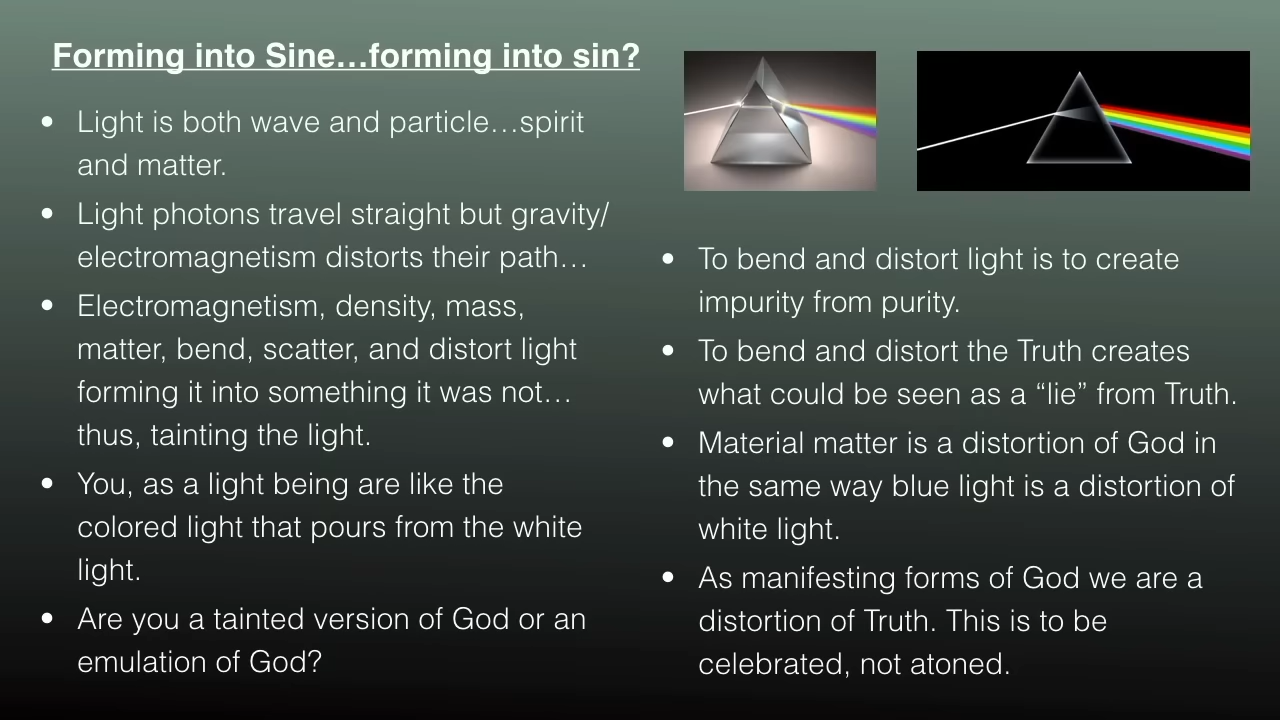 Forming into Sine…forming into sin?
• Light is both wave and particle…spirit
and matter.
• Light photons travel straight but gravity/
electromagnetism distorts their path…
• Electromagnetism, density, mass,
matter, bend, scatter, and distort light
forming it into something it was not…
thus, tainting the light.
• You, as a light being are like the
colored light that pours from the white
light.
• Are you a tainted version of God or an
emulation of God?
• To bend and distort light is to create
impurity from purity.
• To bend and distort the Truth creates
what could be seen as a “lie” from Truth.
• Material matter is a distortion of God in
the same way blue light is a distortion of
white light.
• As manifesting forms of God we are a
distortion of Truth. This is to be
celebrated, not atoned.